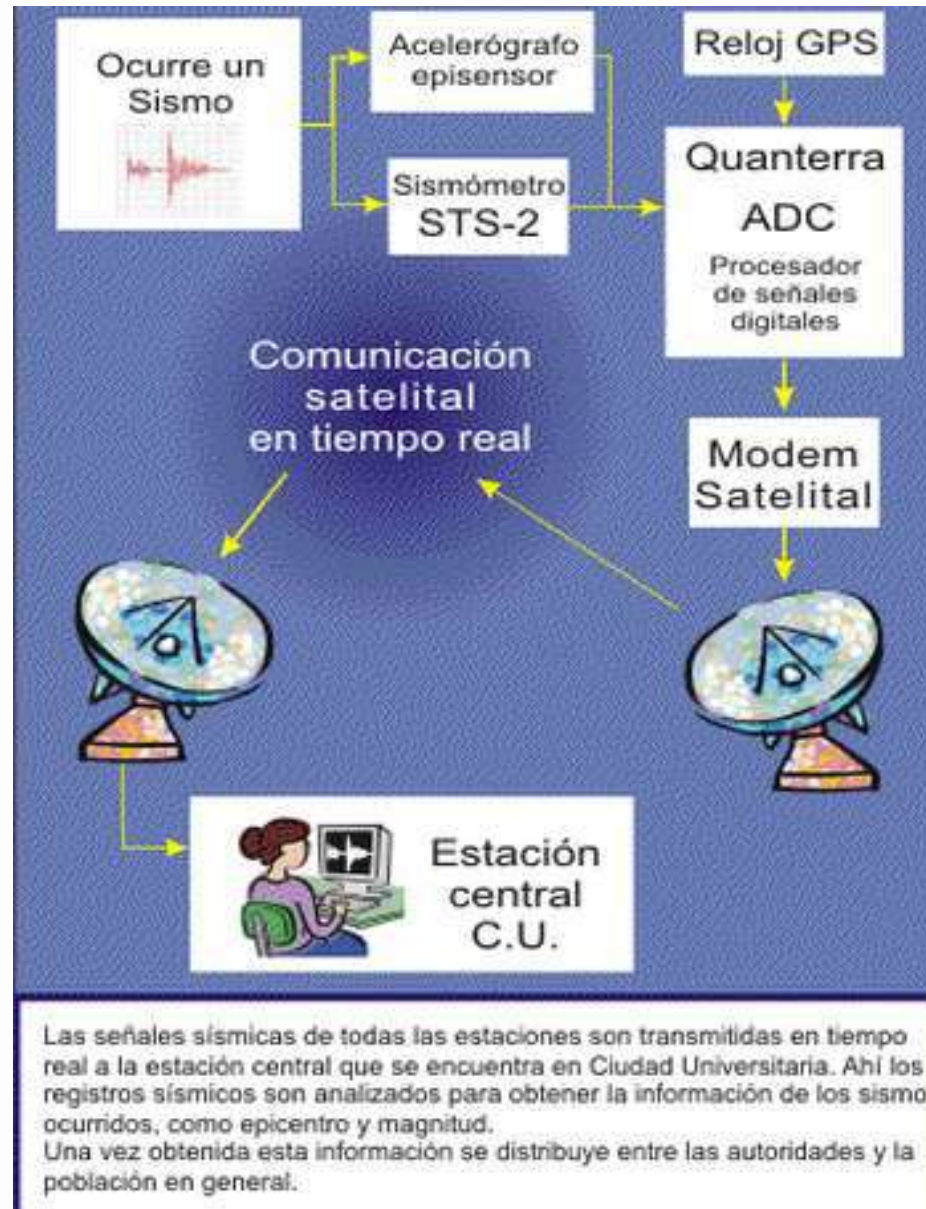 Ocurre un
Sismo
Acelerógrafo
episensor
Reloj GPS
Sismómetro
STS-2
Quanterra
ADC
Procesador
de señales
digitales
Comunicación
satelital
en tiempo real
Modem
Satelital
Estación
central
C.U.
Las señales sísmicas de todas las estaciones son transmitidas en tiempo
real a la estación central que se encuentra en Ciudad Universitaria. Ahí los
registros sísmicos son analizados para obtener la información de los sismo
ocurridos, como epicentro y magnitud.
Una vez obtenida esta información se distribuye entre las autoridades y la
población en general.